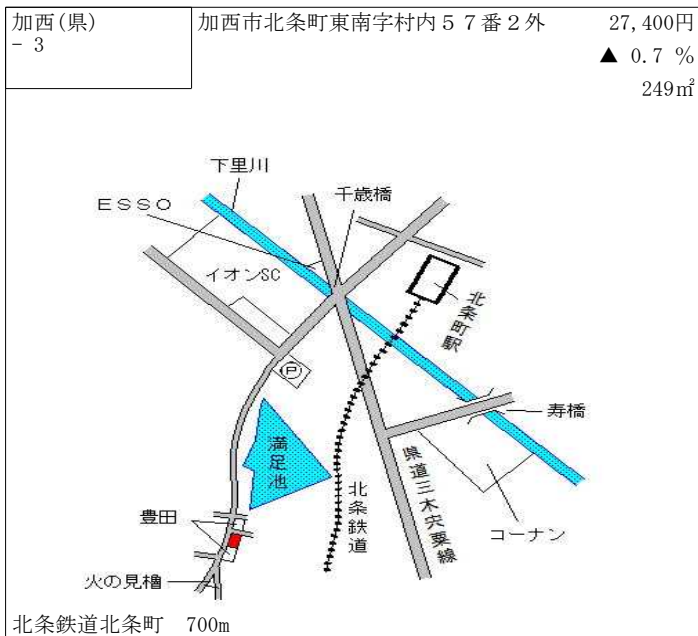 加西(県)
- 3
加西市北条町東南字村内５７番２外
27,400円
▲ 0.7 %
249㎡
下里川
ＥＳＳＯ
千歳橋
イオンSC
北条町駅
Ⓟ
寿橋
満足池
県道三木宍粟線
北条鉄道
コーナン
豊田
火の見櫓
北条鉄道北条町　700m